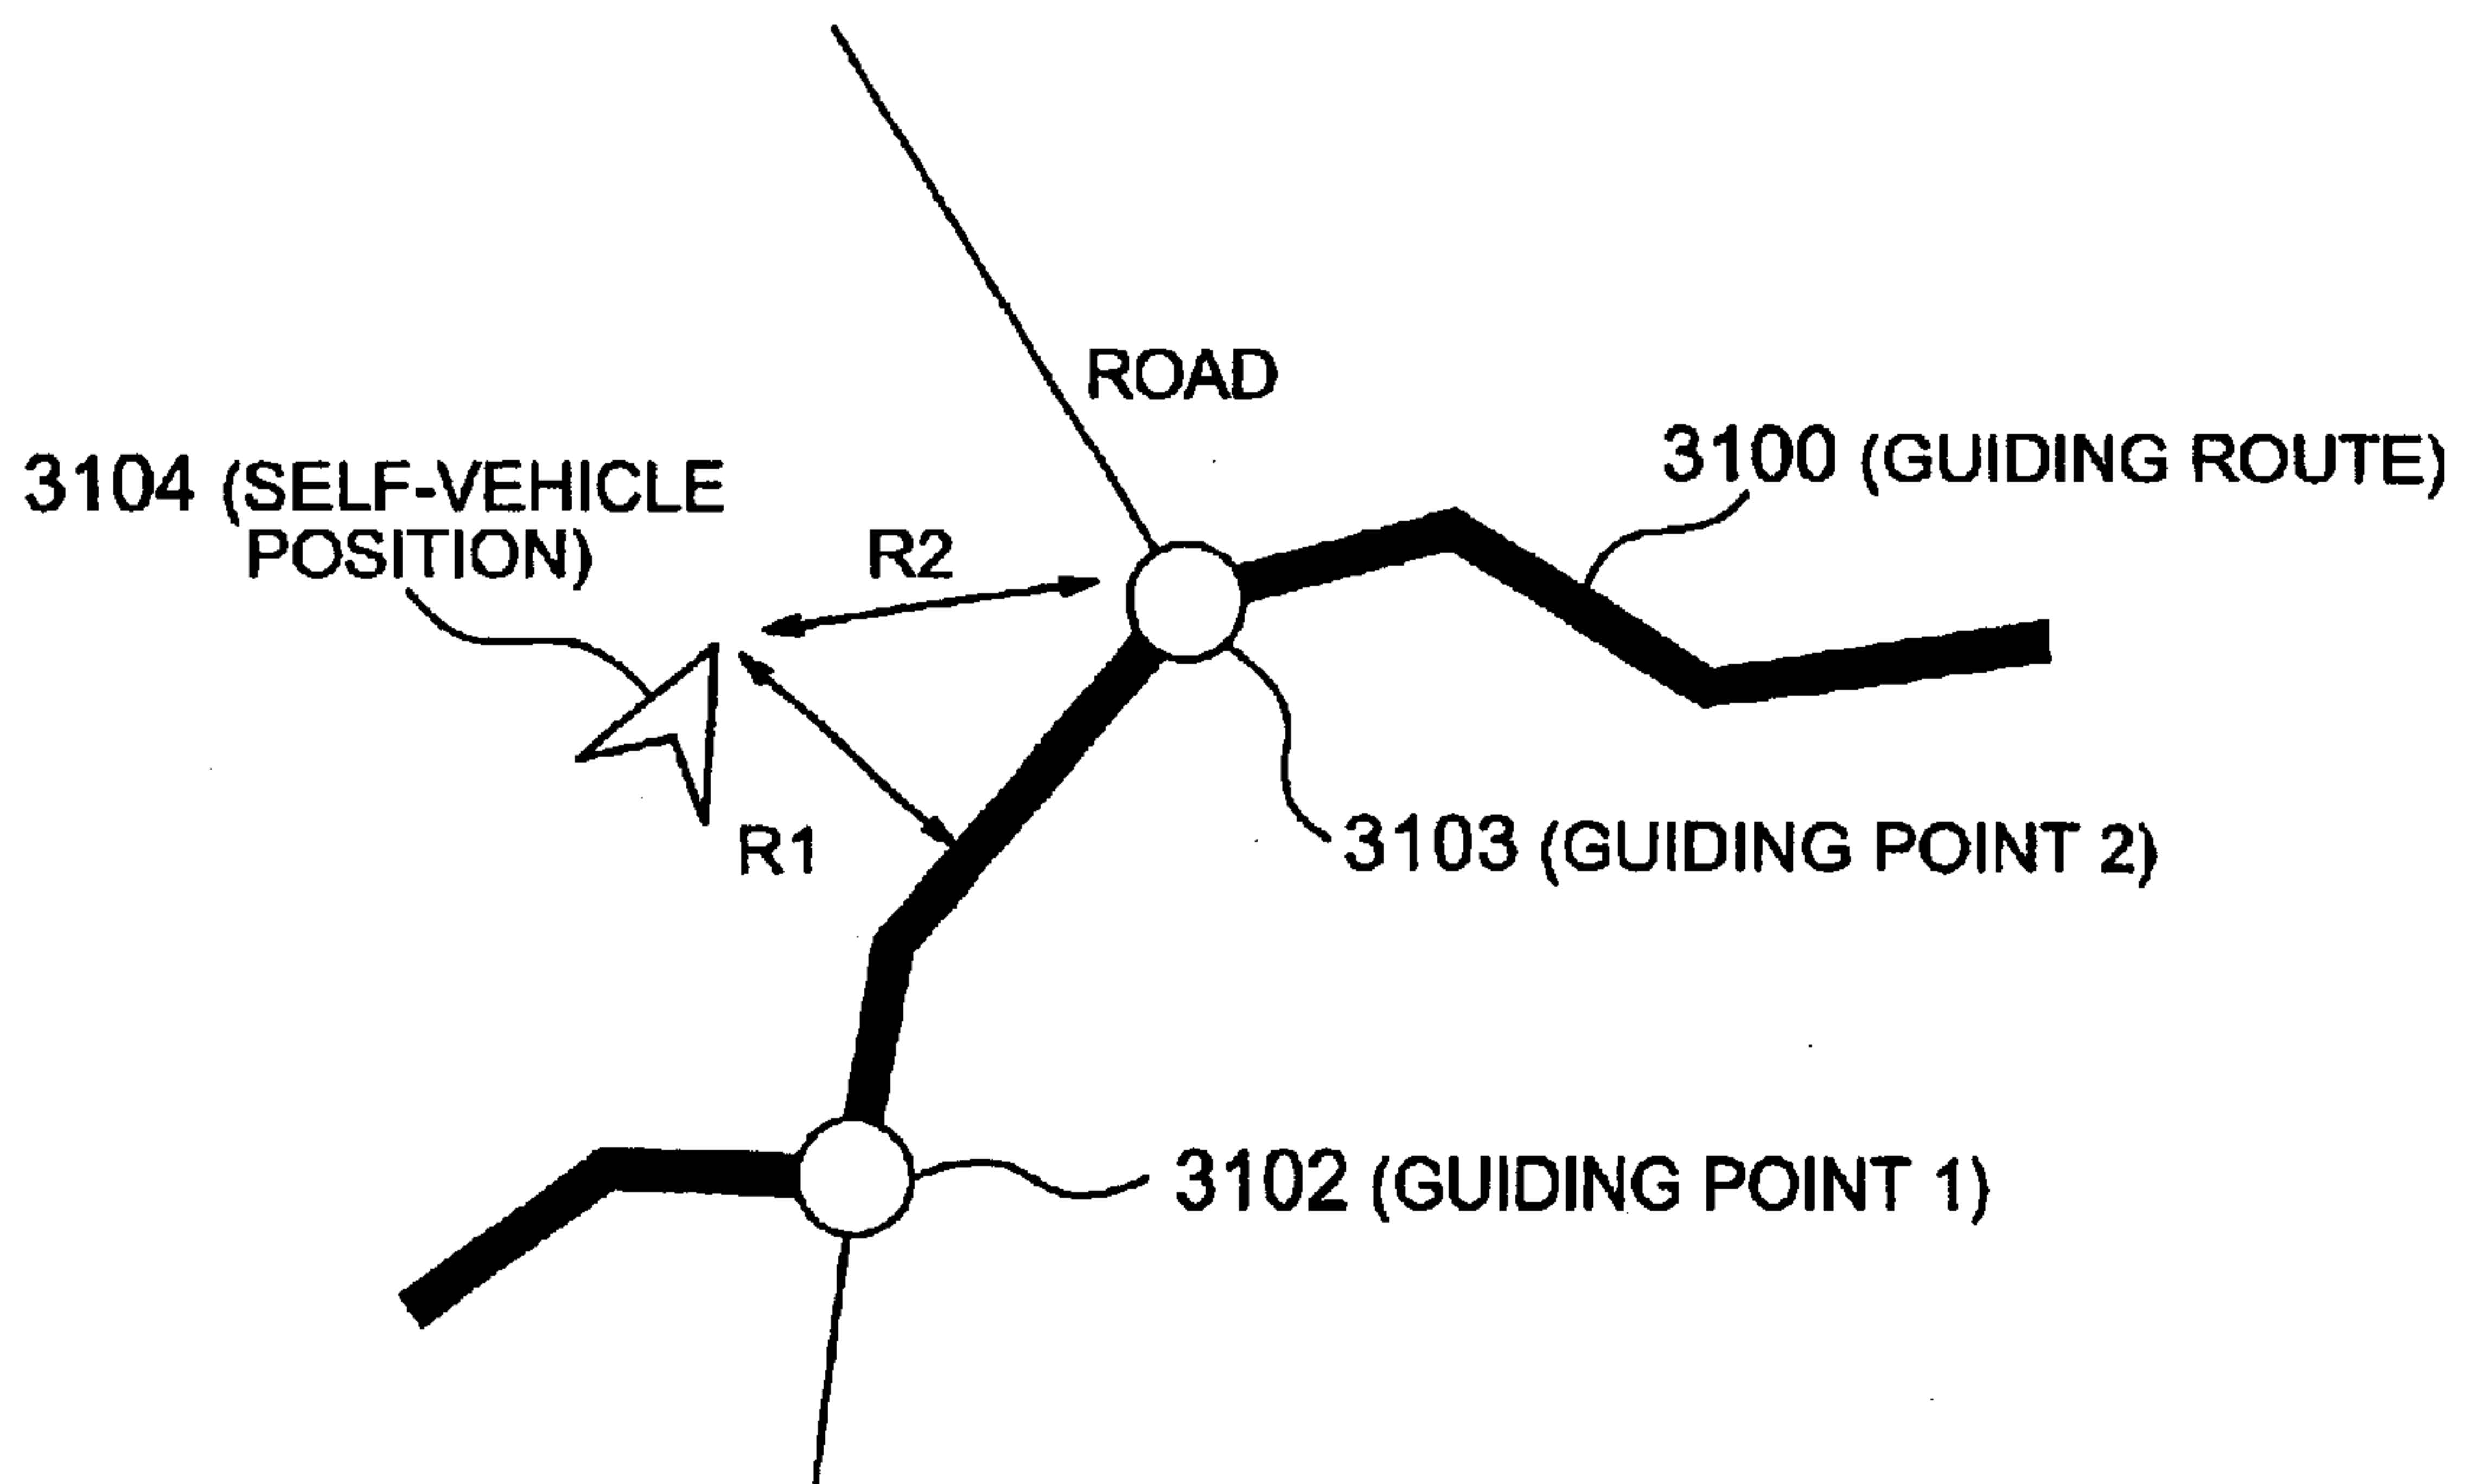 ROAD
3100 (GUIDING ROUTE)
3104 (SELF-VEHICLE
POSITION)
R2
R1
3103 (GUIDING POINT 2)
3102 (GUIDING POINT 1)